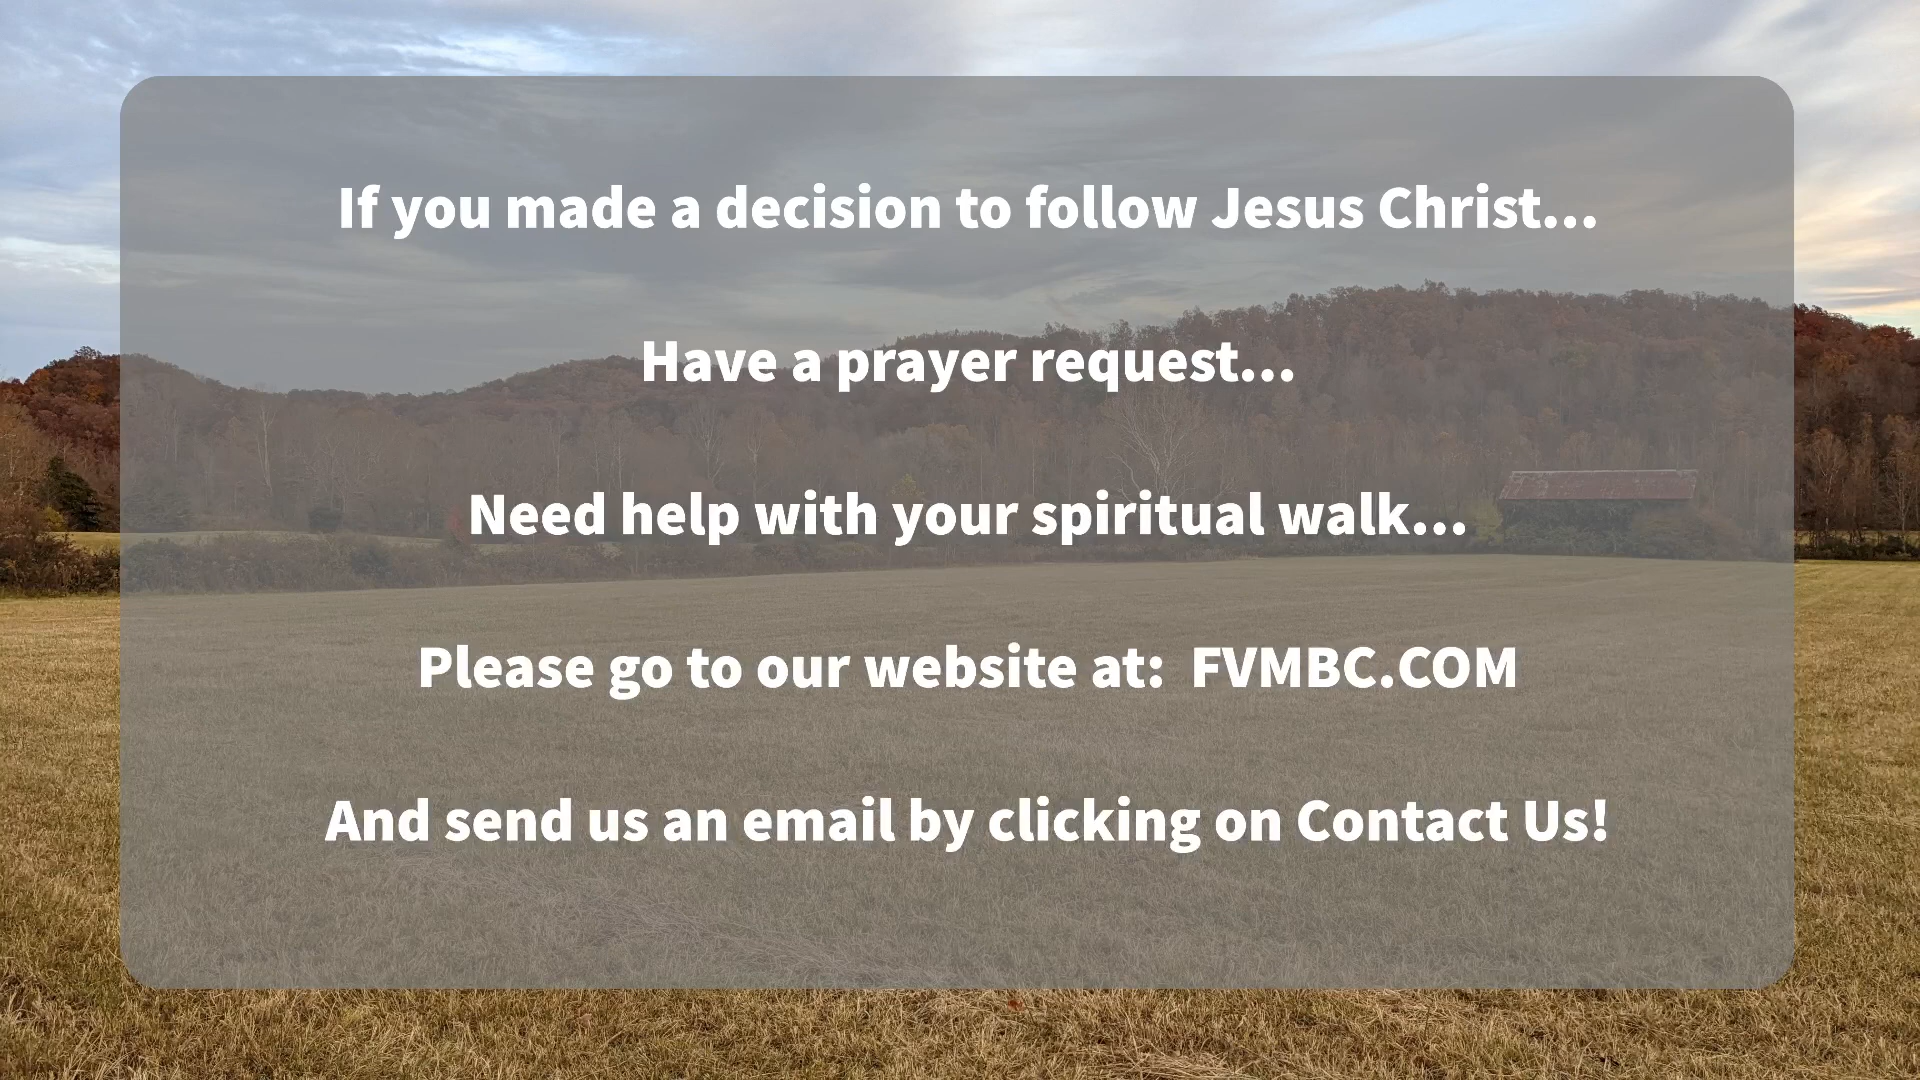 If you made a decision to follow Jesus Christ...
Have a prayer request...
Need help with your spiritual walk...
Please go to our website at:  FVMBC.COM
And send us an email by clicking on Contact Us!